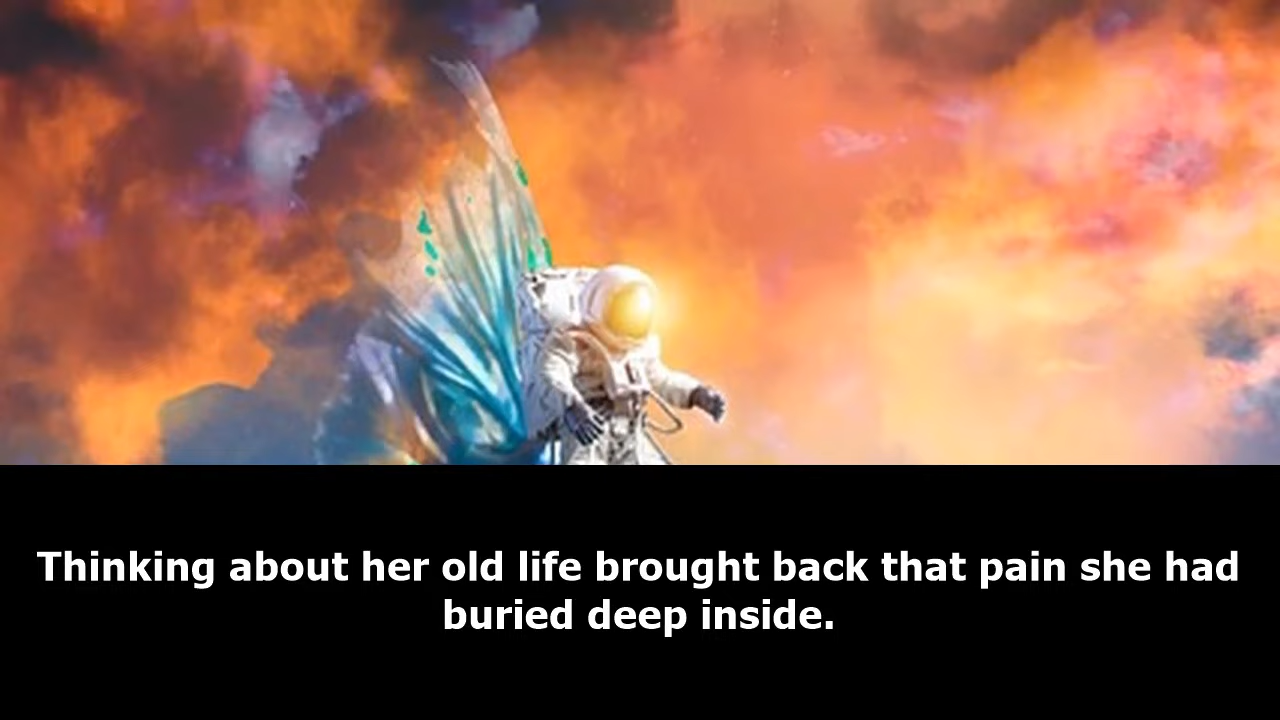 Thinking about her old life brought back that pain she had
buried deep inside.